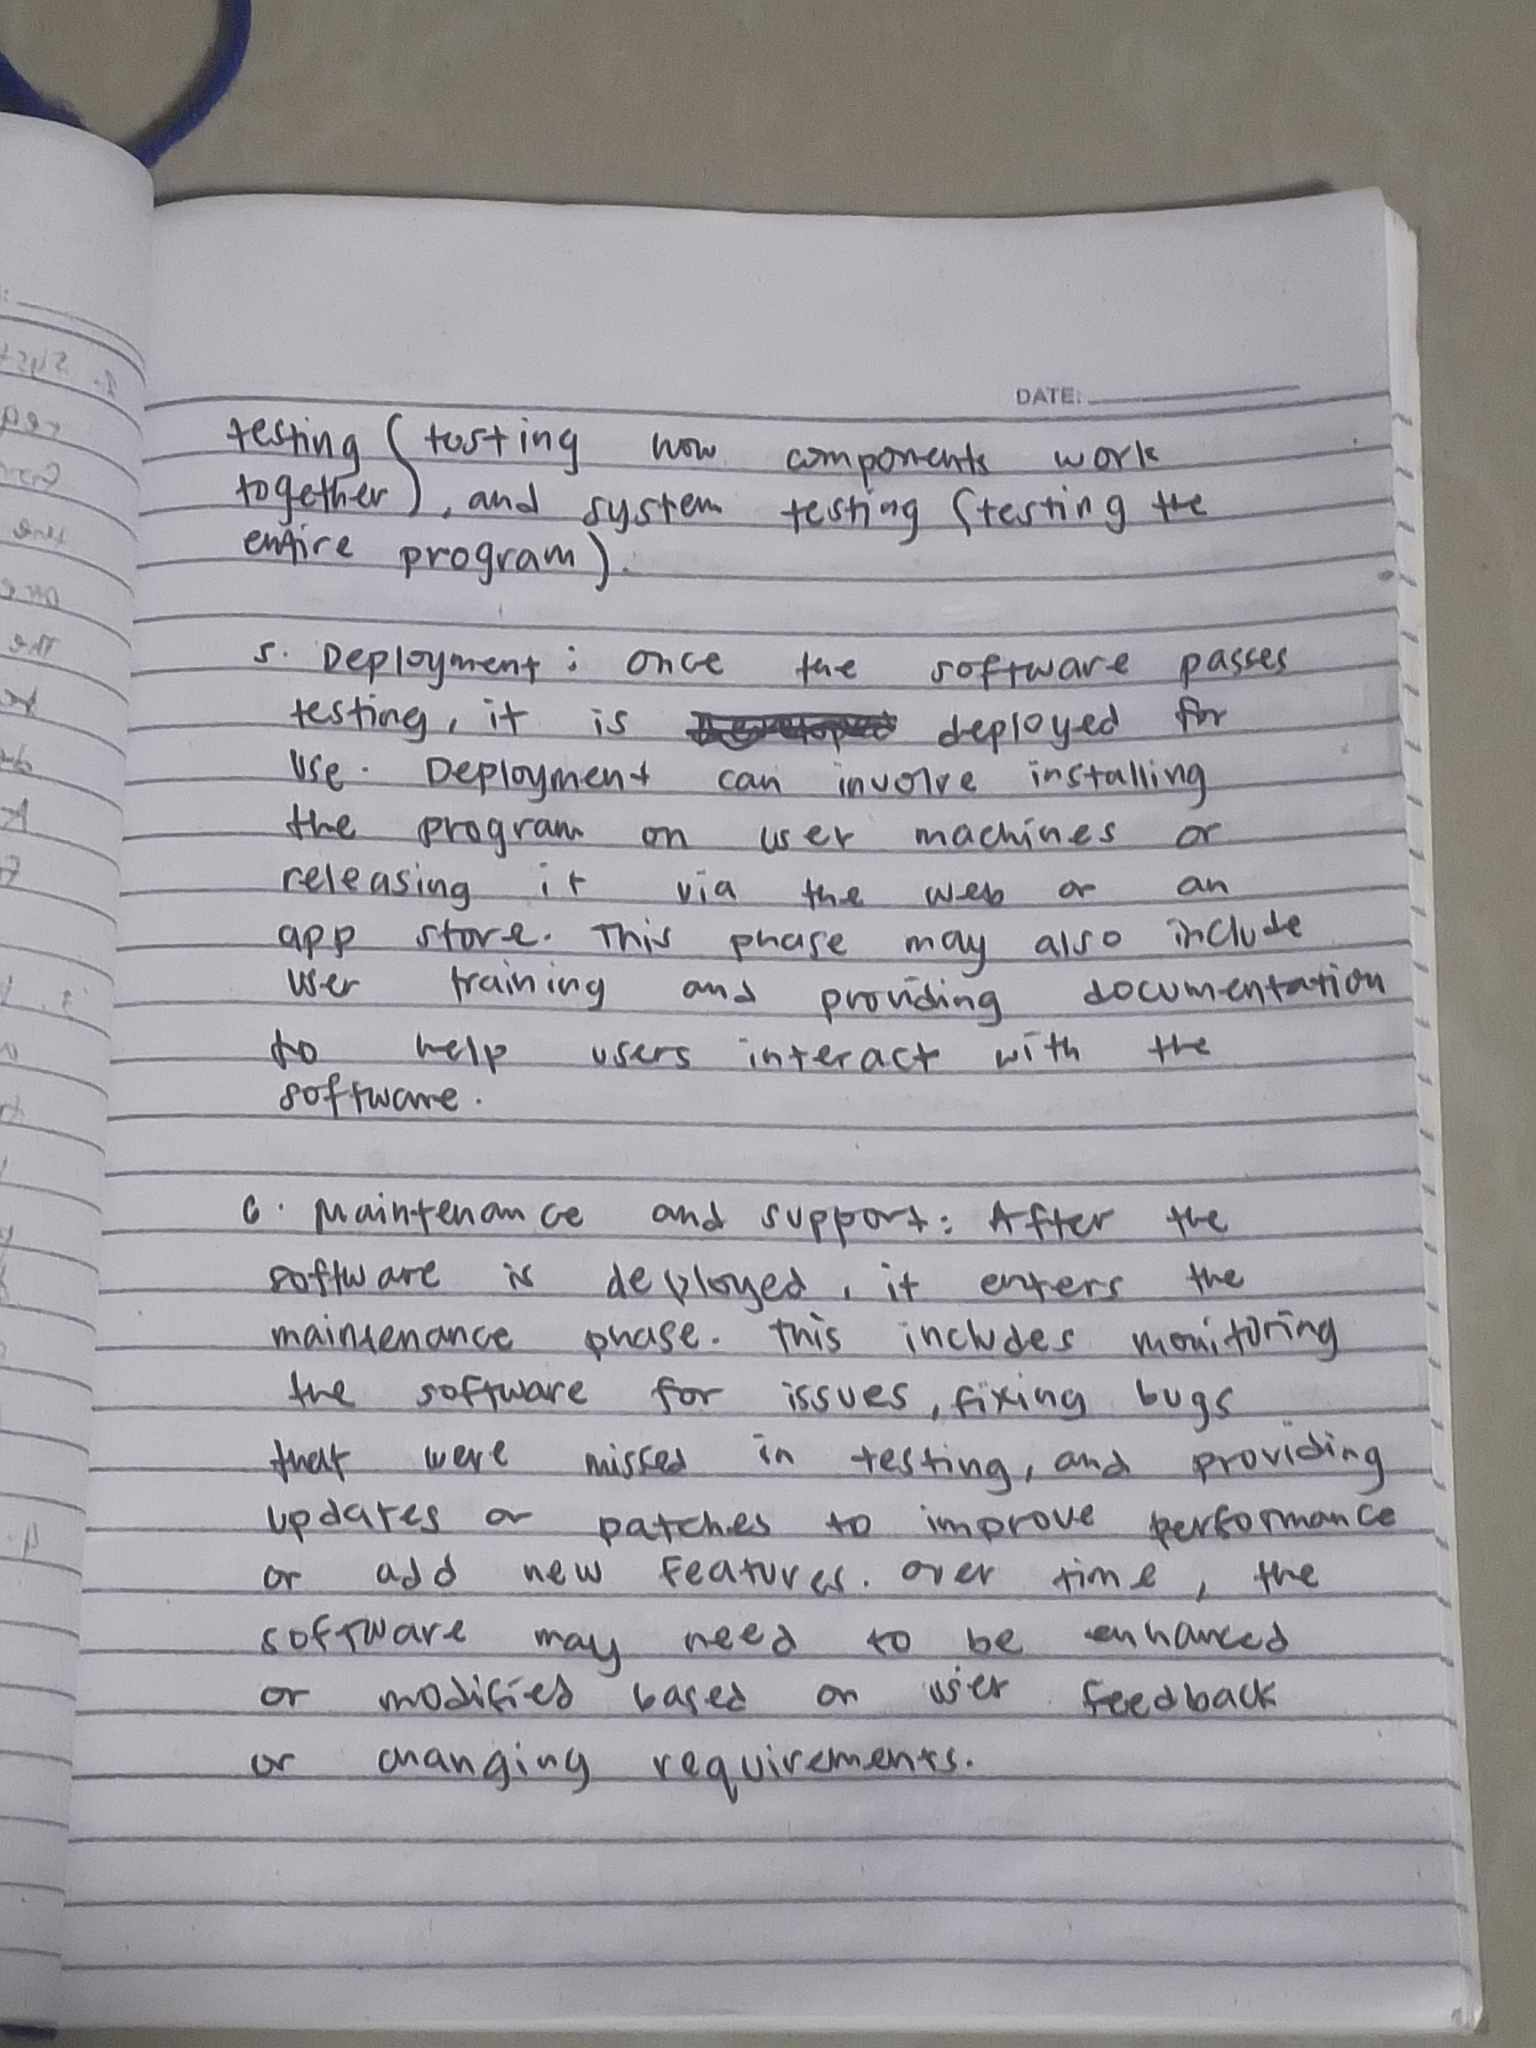 DATE:
testing (testing how components work
together), and system testing (testing the
entire program).
5. Deployment: once the software passes
testing, it is deployed for
use. Deployment can involve installing
the program on user machines or
releasing it via the web or an
app store. This phase may also include
user training and providing documentation
to help users interact with the
software.
6. Maintenance and support: After the
software is deployed, it enters the
maintenance phase. This includes monitoring
the software for issues, fixing bugs
that were missed in testing, and providing
updates or patches to improve performance
or add new features. over time, the
software may need to be enhanced
or modified based on user feedback
or changing requirements.